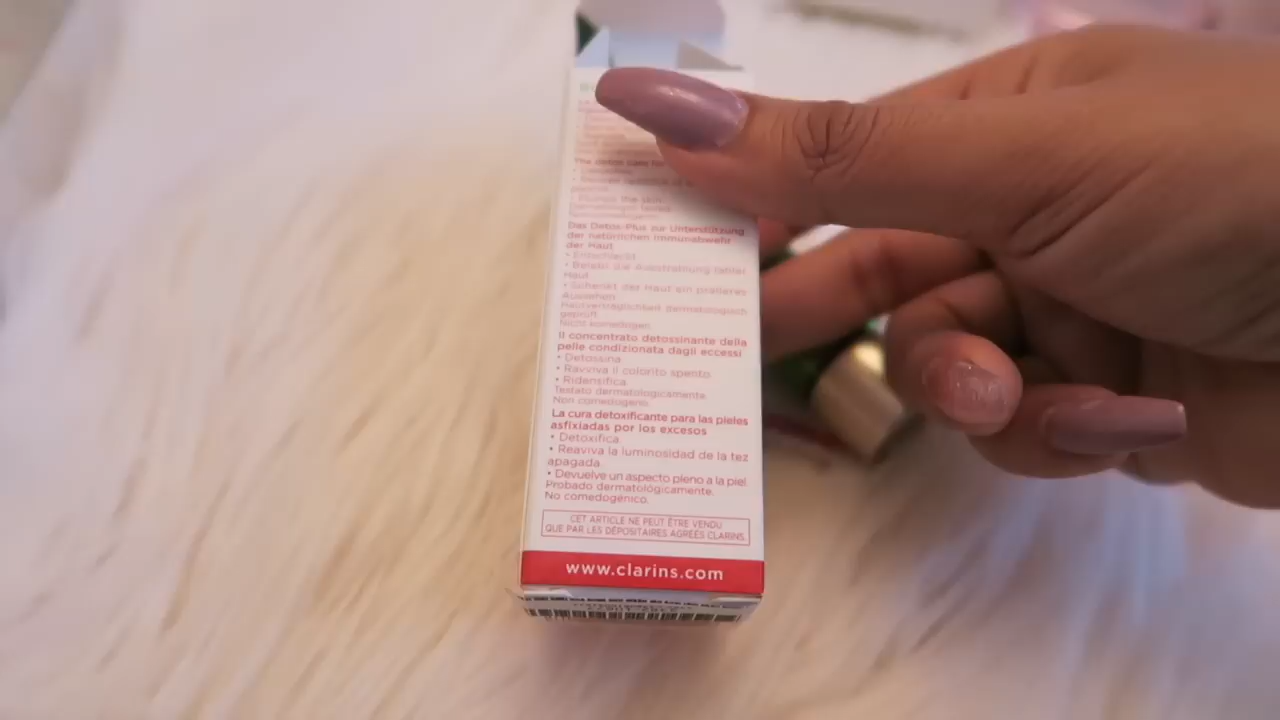 The detox
Das Detox-Plus zur Unterstützung
der natürlichen Immunabwehr
der Haut
• Entschlackt
• Belebt die Ausstrahlung fahler
Haut
• Schenkt der Haut ein pralleres
Aussehen
Hautverträglichkeit dermatologisch
geprüft.
Nicht komedogen.
Il concentrato detossinante della
pelle condizionata dagli eccessi
• Detossina
• Ravviva il colorito spento
• Ridensifica
Testato dermatologicamente.
Non comedogeno.
La cura detoxificante para las pieles
asfixiadas por los excesos
• Detoxifica.
• Reaviva la luminosidad de la tez
apagada.
• Devuelve un aspecto pleno a la piel.
Probado dermatológicamente.
No comedogénico.
CET ARTICLE NE PEUT ÊTRE VENDU
QUE PAR LES DÉPOSITAIRES AGRÉÉS CLARINS.
www.clarins.com